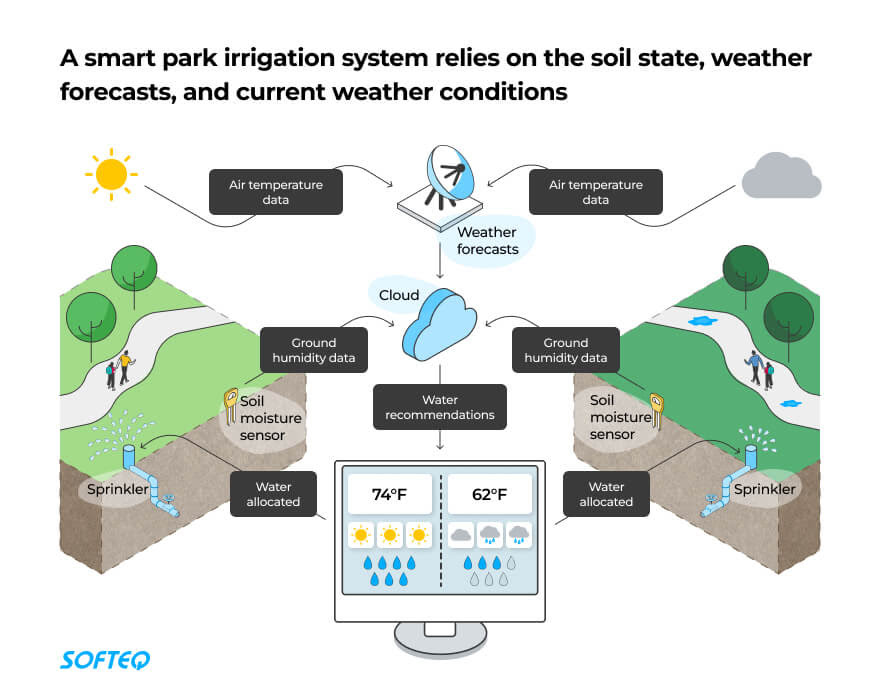 A smart park irrigation system relies on the soil state, weather
forecasts, and current weather conditions
Air temperature
data
Air temperature
data
Weather
forecasts
Cloud
Ground
humidity data
Ground
humidity data
Water
recommendations
Soil
moisture
sensor
Soil
moisture
sensor
Sprinkler
Water
allocated
Water
allocated
Sprinkler
74°F
62°F
SOFTEQ